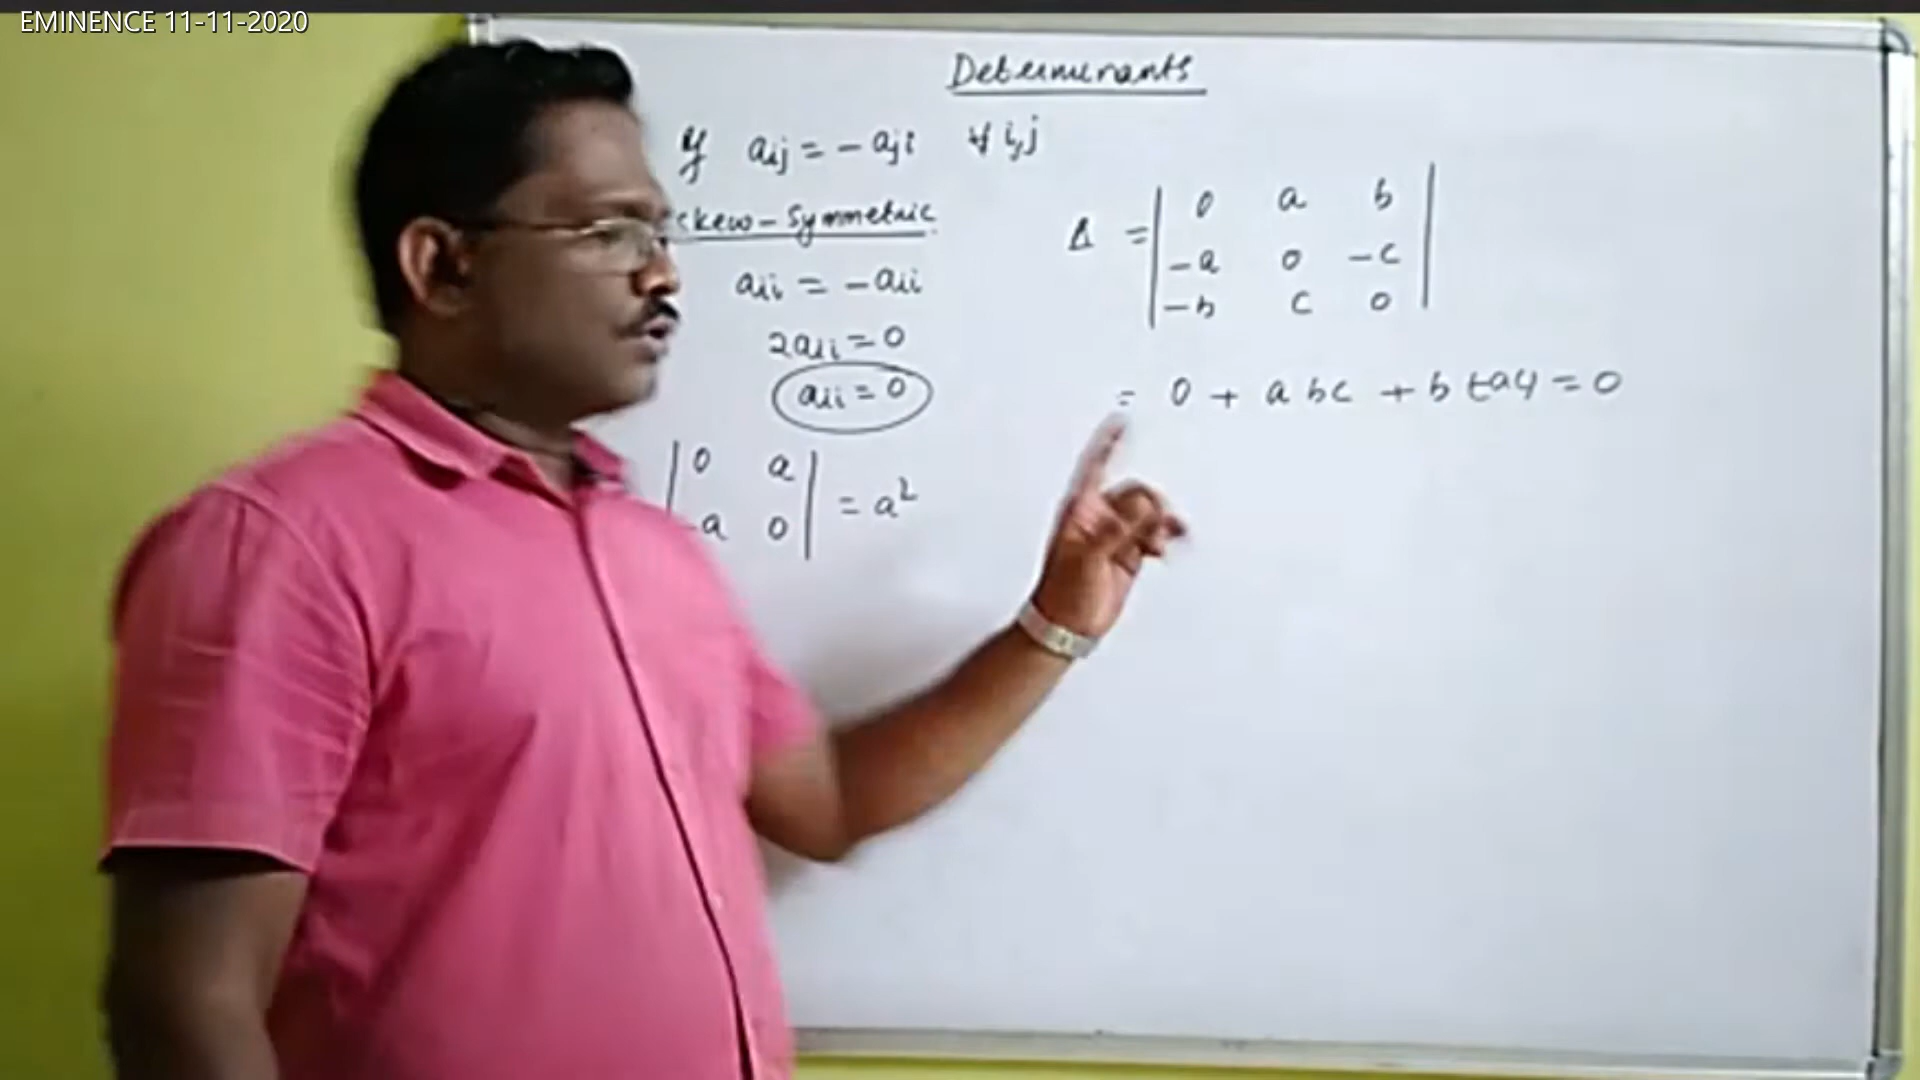 EMINENCE 11-11-2020
Determinants
If aij = - aji ∀ i,j
skew - symmetric
aii = - aii
2aii = 0
aii = 0
| 0 a |
| -a 0 | = a²
Δ = | 0 a b |
| -a 0 -c |
| -b c 0 |
= 0 + abc + b(-ac) = 0